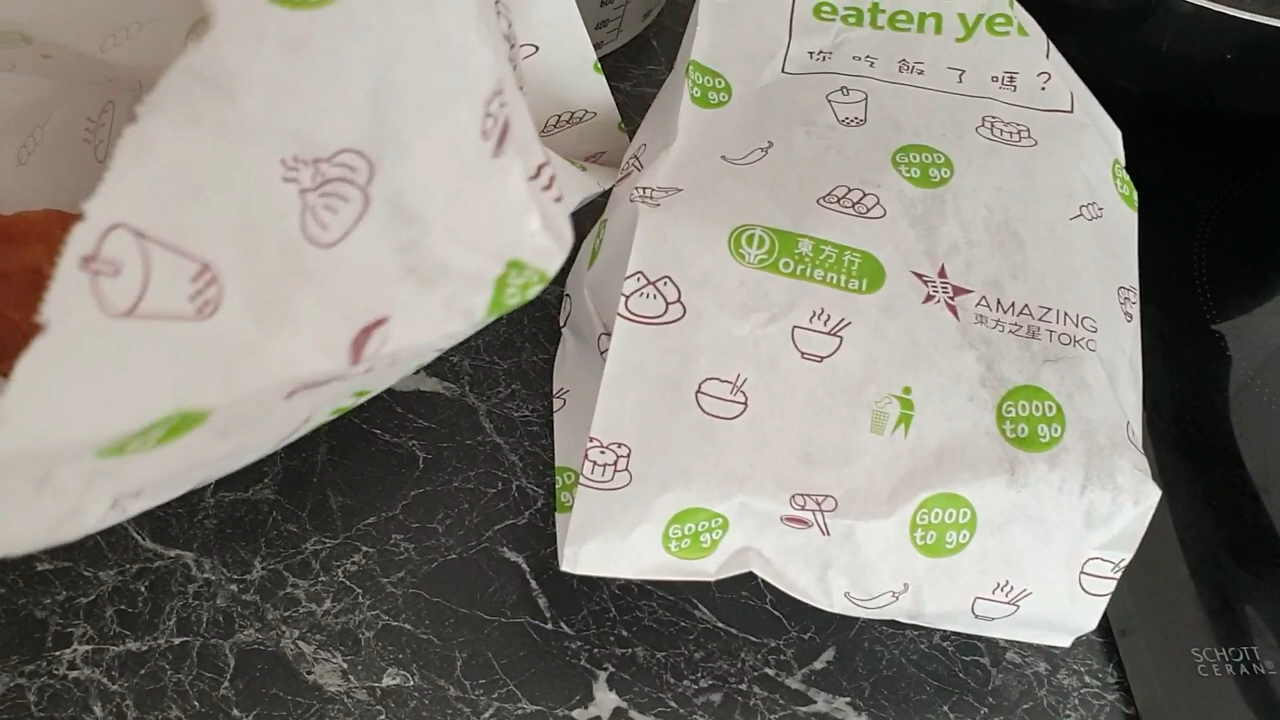 eaten yet
你吃飯了嗎?
GOOD
to go
GOOD
to go
東方行
Oriental
東
AMAZING
東方之星 TOKO
GOOD
to go
GOOD
to go
GOOD
to go
SCHOTT
CERAN®